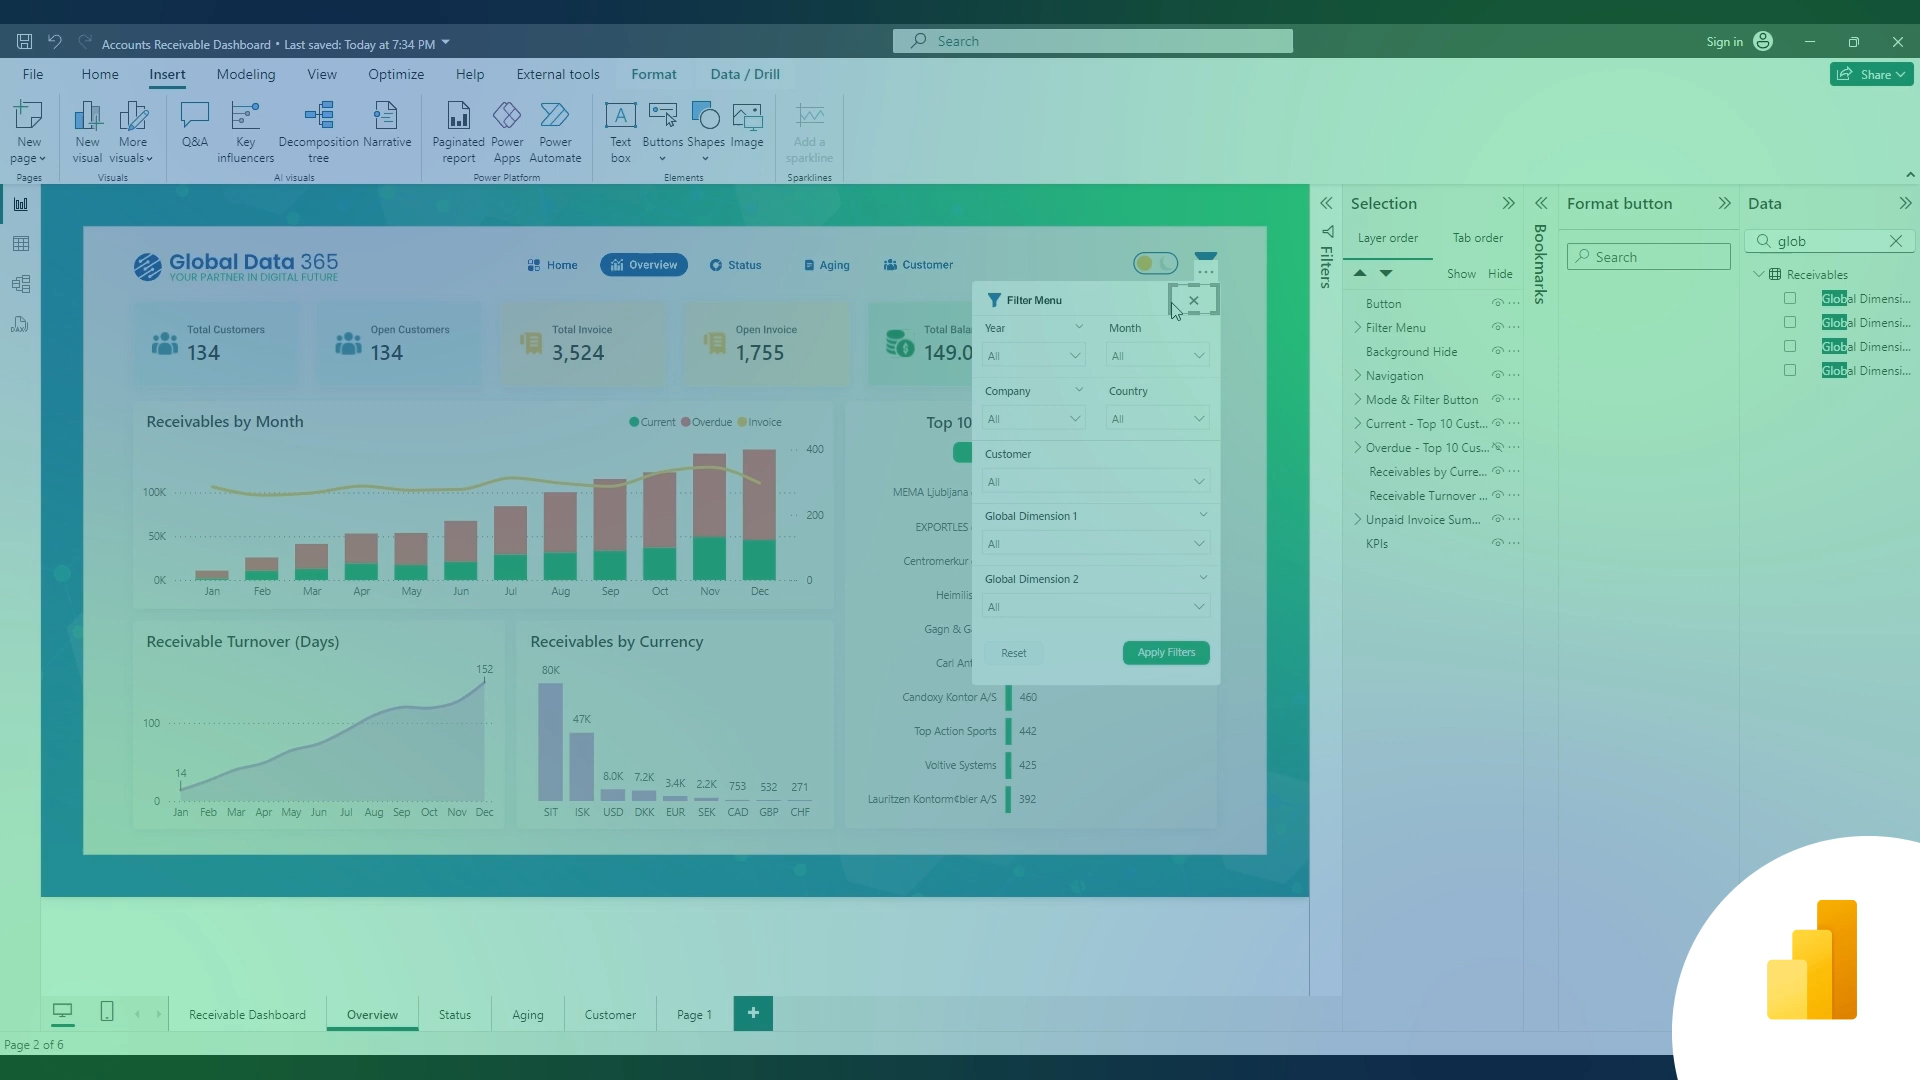 Accounts Receivable Dashboard • Last saved: Today at 7:34 PM
Search
Sign in
File Home Insert Modeling View Optimize Help External tools Format Data / Drill
Share
New page
New visual
More visuals
Q&A
Key influencers
Decomposition tree
Narrative
Paginated report
Power Apps
Power Automate
Text box
Buttons
Shapes
Image
Add a sparkline
Pages
Visuals
AI visuals
Power Platform
Elements
Sparklines
DAX
Global Data 365
YOUR PARTNER IN DIGITAL FUTURE
Home Overview Status Aging Customer
Total Customers
134
Open Customers
134
Total Invoice
3,524
Open Invoice
1,755
Total Bala
149.0
Receivables by Month
Current Overdue Invoice
400
200
0
100K
50K
0K
Jan Feb Mar Apr May Jun Jul Aug Sep Oct Nov Dec
Receivable Turnover (Days)
152
100
14
0
Jan Feb Mar Apr May Jun Jul Aug Sep Oct Nov Dec
Receivables by Currency
80K
47K
8.0K 7.2K 3.4K 2.2K 753 532 271
SIT ISK USD DKK EUR SEK CAD GBP CHF
Top 10
MEMA Ljubljana
EXPORTLES
Centromerkur
Heimilis
Gagn & G
Carl Ant
Candoxy Kontor A/S 460
Top Action Sports 442
Voltive Systems 425
Lauritzen Kontorm¢bler A/S 392
Filter Menu
Year Month
All All
Company Country
All All
Customer
All
Global Dimension 1
All
Global Dimension 2
All
Reset Apply Filters
Filters
Selection
Layer order Tab order
Show Hide
Button
Filter Menu
Background Hide
Navigation
Mode & Filter Button
Current - Top 10 Cust...
Overdue - Top 10 Cus...
Receivables by Curre...
Receivable Turnover ...
Unpaid Invoice Sum...
KPIs
Bookmarks
Format button
Search
Data
glob
Receivables
Global Dimensi...
Global Dimensi...
Global Dimensi...
Global Dimensi...
Receivable Dashboard Overview Status Aging Customer Page 1
Page 2 of 6